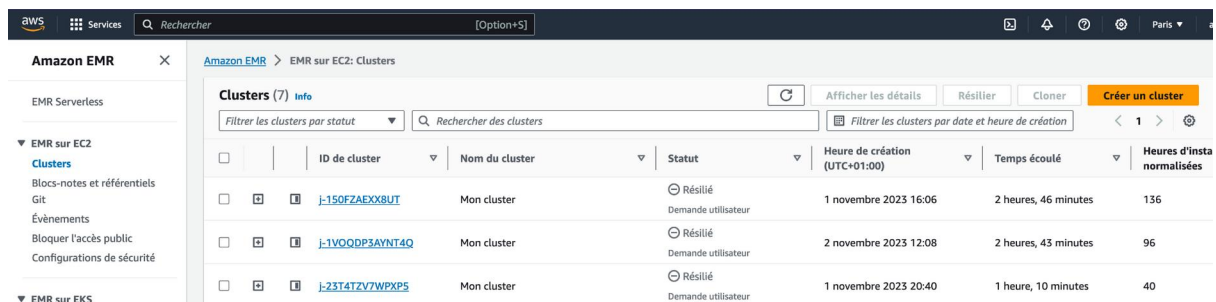 aws
Services
Rechercher
[Option+S]
Paris
Amazon EMR
EMR Serverless
EMR sur EC2
Clusters
Blocs-notes et référentiels
Git
Évènements
Bloquer l'accès public
Configurations de sécurité
EMR sur EKS
Amazon EMR > EMR sur EC2: Clusters
Clusters (7) Info
Afficher les détails
Résilier
Cloner
Créer un cluster
Filtrer les clusters par statut
Rechercher des clusters
Filtrer les clusters par date et heure de création
1
ID de cluster
Nom du cluster
Statut
Heure de création
(UTC+01:00)
Temps écoulé
Heures d'insta
normalisées
j-150FZAEXX8UT
Mon cluster
Résilié
Demande utilisateur
1 novembre 2023 16:06
2 heures, 46 minutes
136
j-1VOQDP3AYNT4Q
Mon cluster
Résilié
Demande utilisateur
2 novembre 2023 12:08
2 heures, 43 minutes
96
j-23T4TZV7WPXP5
Mon cluster
Résilié
Demande utilisateur
1 novembre 2023 20:40
1 heure, 10 minutes
40